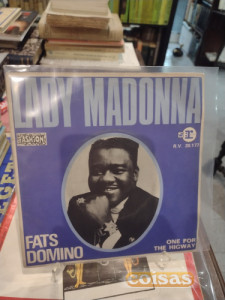 LADY MADONNA
FATS
DOMINO
ONE FOR
THE HIGWAY
coisas